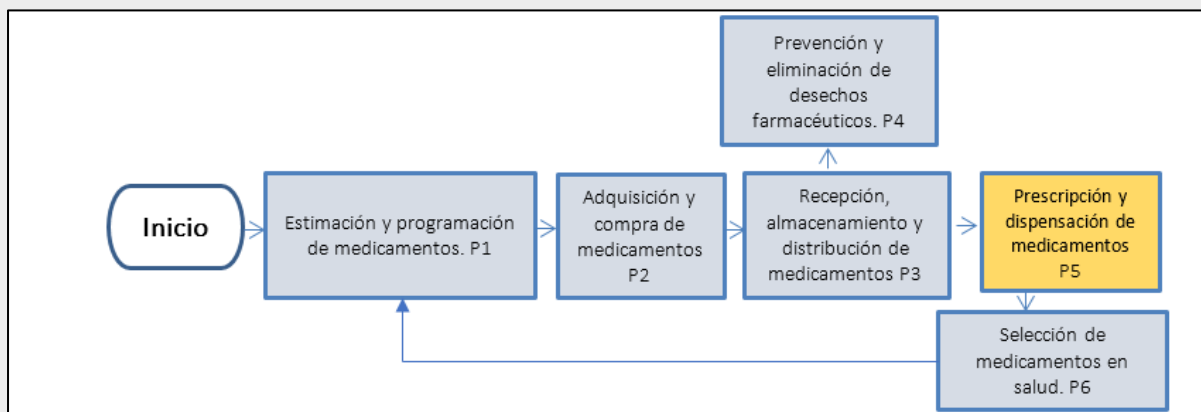 Prevención y
eliminación de
desechos
farmacéuticos. P4
Inicio
Estimación y programación
de medicamentos. P1
Adquisición y
compra de
medicamentos
P2
Recepción,
almacenamiento y
distribución de
medicamentos P3
Prescripción y
dispensación de
medicamentos
P5
Selección de
medicamentos en
salud. P6